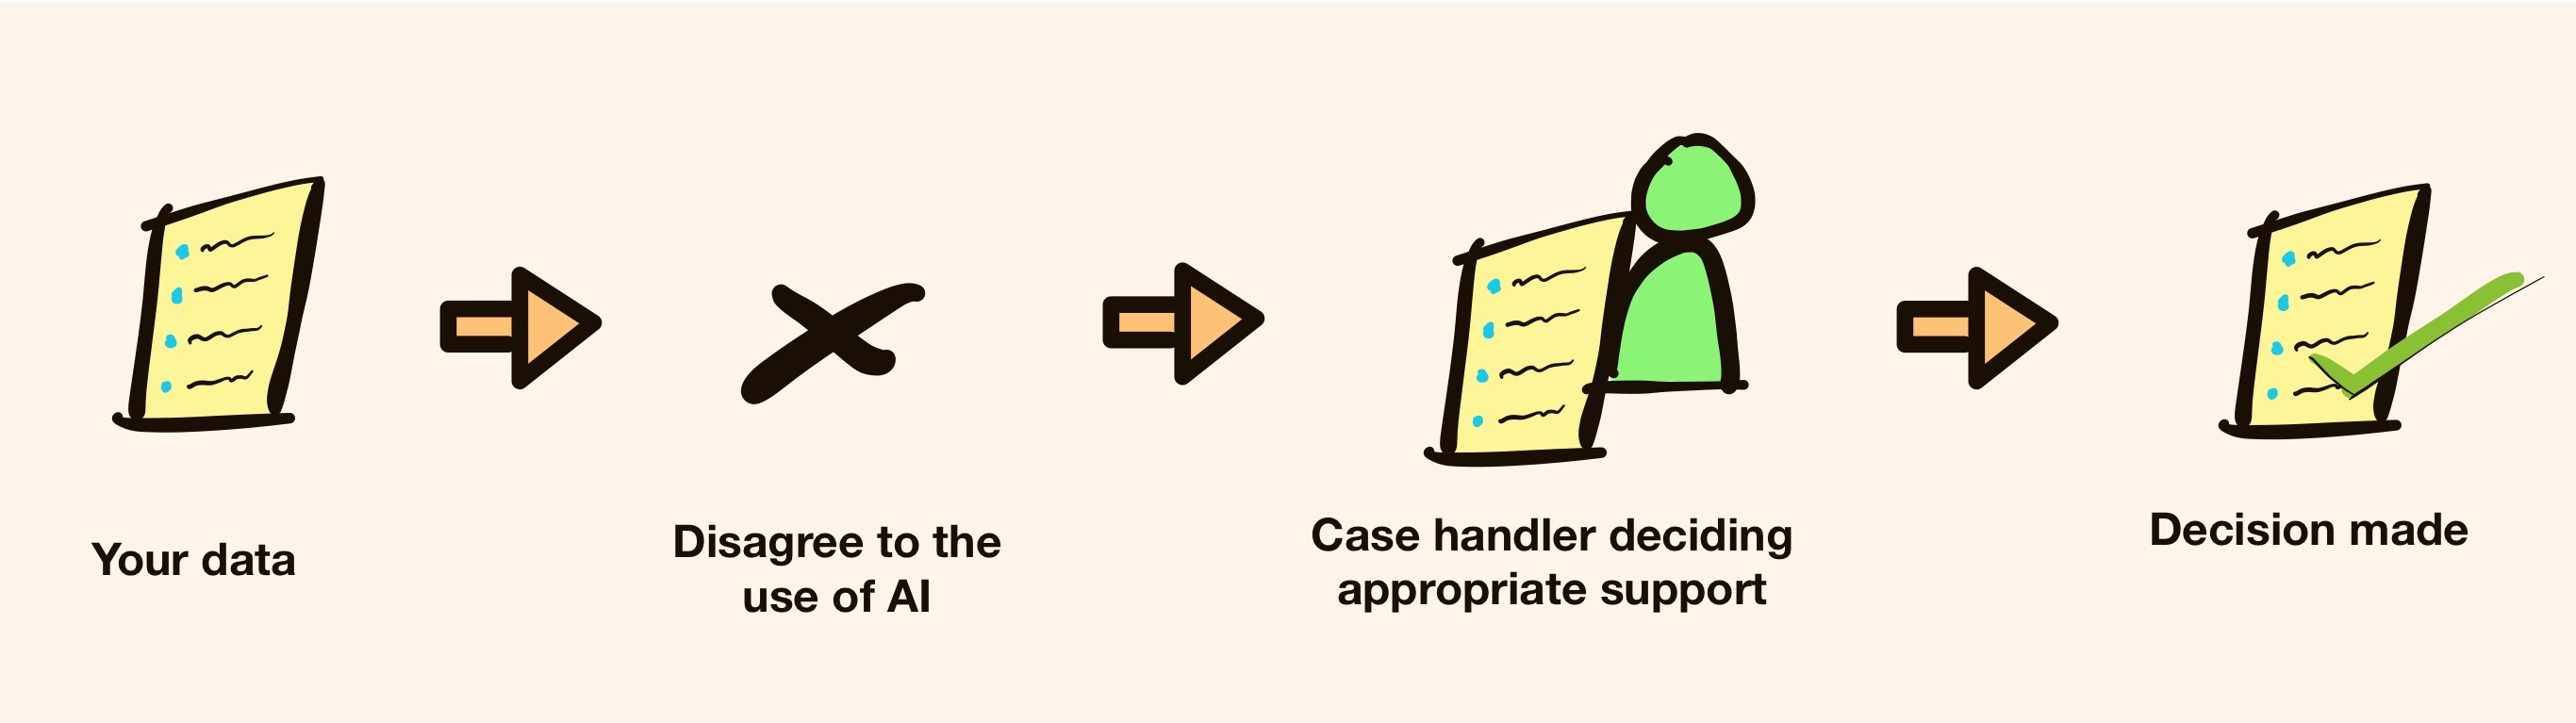 Your data
Disagree to the
use of AI
Case handler deciding
appropriate support
Decision made